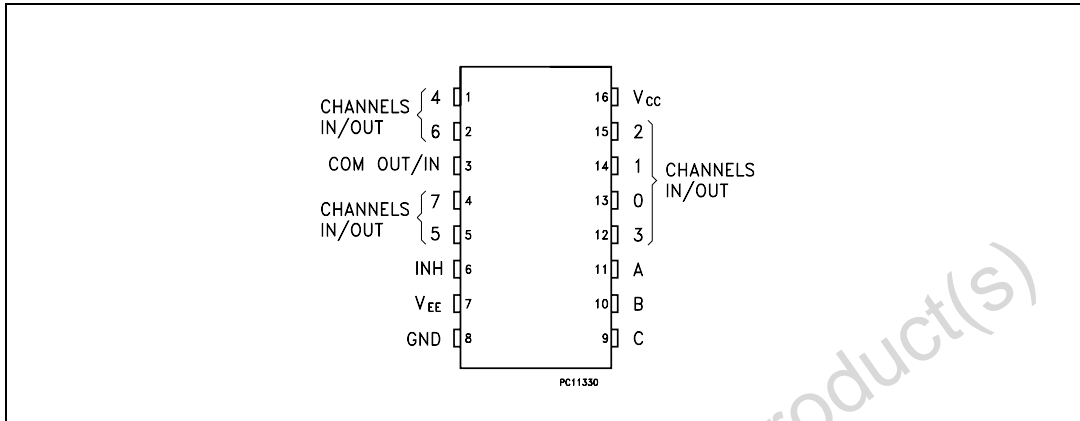 CHANNELS IN/OUT
4 1
6 2
COM OUT/IN 3
CHANNELS IN/OUT
7 4
5 5
INH 6
VEE 7
GND 8
16 VCC
15 2
14 1
13 0
12 3
CHANNELS IN/OUT
11 A
10 B
9 C
PC11330
roduct(s)